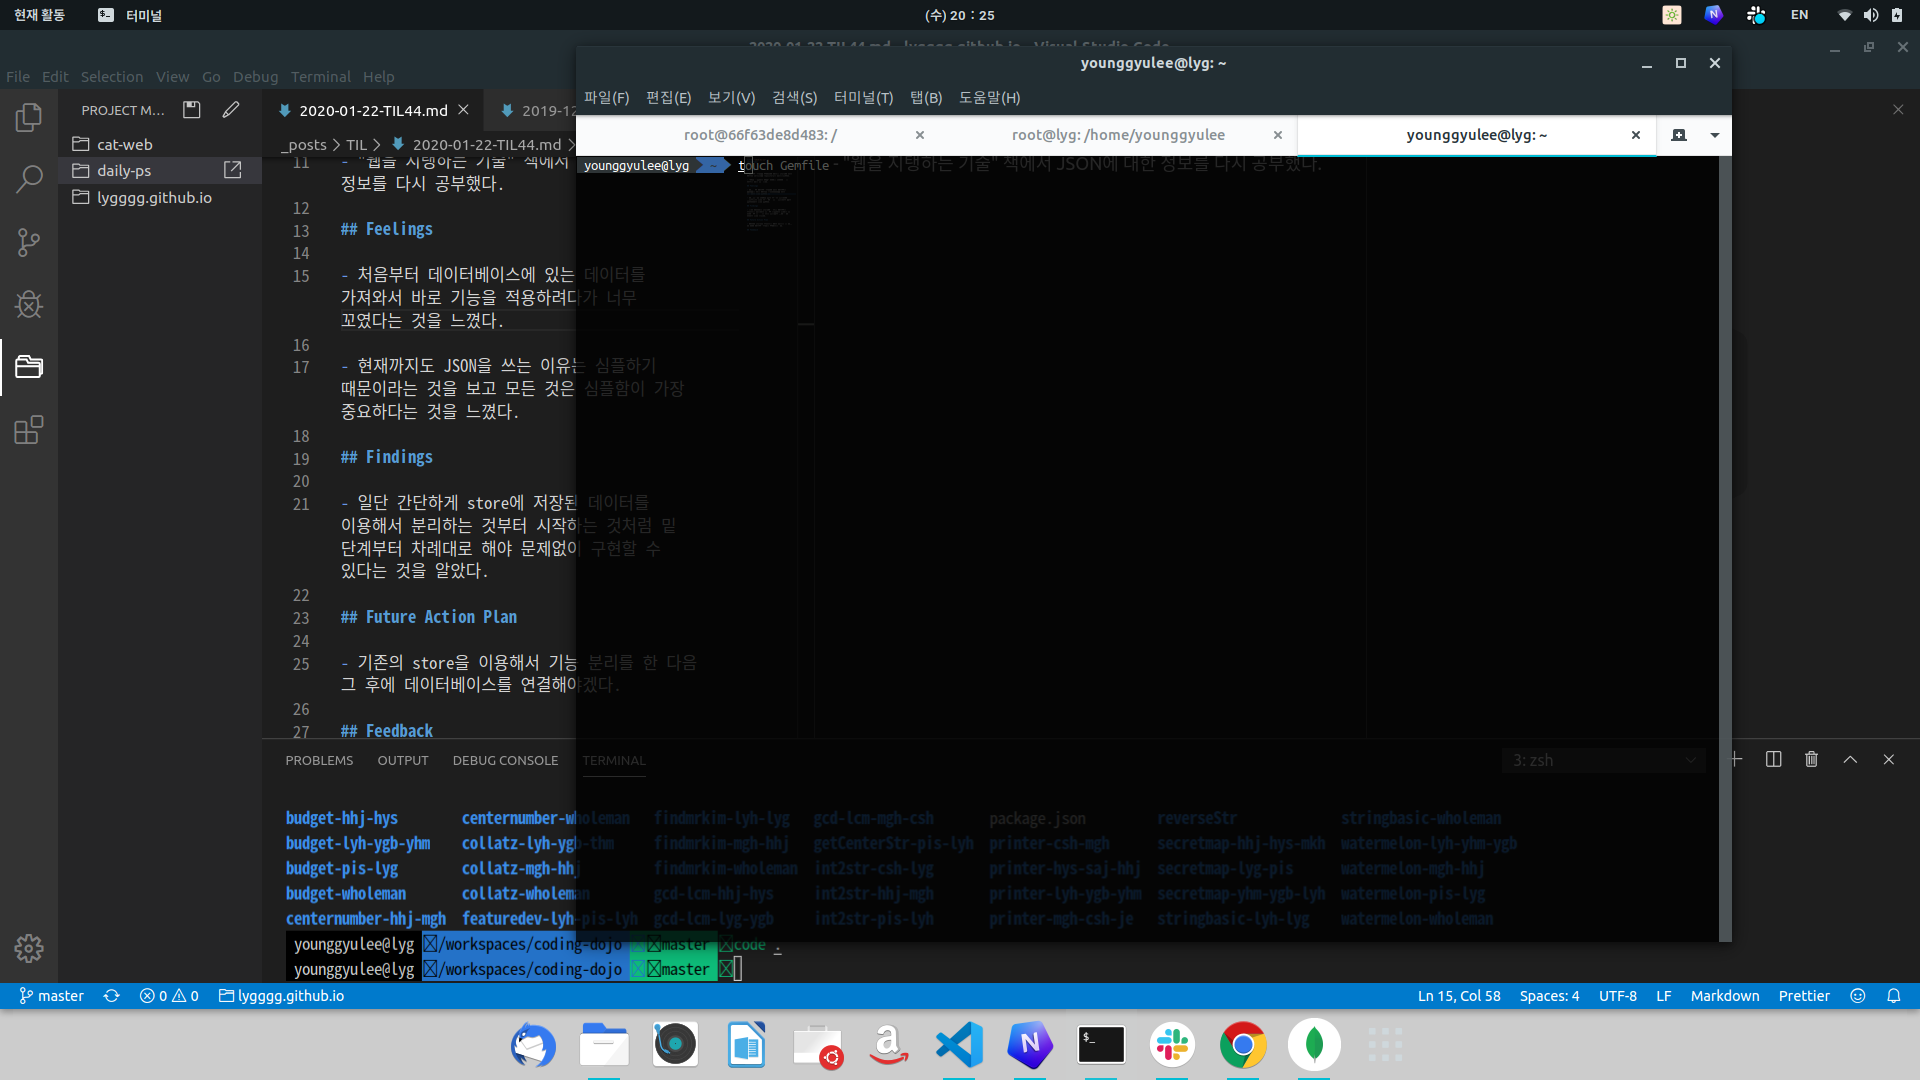 현재 활동
터미널
(수) 20 : 25
EN
2020-01-22-TIL44.md - lygggg.github.io - Visual Studio Code
File Edit Selection View Go Debug Terminal Help
younggyulee@lyg: ~
파일(F) 편집(E) 보기(V) 검색(S) 터미널(T) 탭(B) 도움말(H)
root@66f63de8d483: /
root@lyg: /home/younggyulee
younggyulee@lyg: ~
younggyulee@lyg ~ touch Gemfile
PROJECT M...
cat-web
daily-ps
lygggg.github.io
2020-01-22-TIL44.md
2019-12
_posts > TIL > 2020-01-22-TIL44.md >
11 - "웹을 지탱하는 기술" 책에서
- "웹을 지탱하는 기술" 책에서 JSON에 대한 정보를 다시 공부했다.
정보를 다시 공부했다.
12
13 ## Feelings
14
15 - 처음부터 데이터베이스에 있는 데이터를
가져와서 바로 기능을 적용하려다가 너무
꼬였다는 것을 느꼈다.
16
17 - 현재까지도 JSON을 쓰는 이유는 심플하기
때문이라는 것을 보고 모든 것은 심플함이 가장
중요하다는 것을 느꼈다.
18
19 ## Findings
20
21 - 일단 간단하게 store에 저장된 데이터를
이용해서 분리하는 것부터 시작하는 것처럼 밑
단계부터 차례대로 해야 문제없이 구현할 수
있다는 것을 알았다.
22
23 ## Future Action Plan
24
25 - 기존의 store을 이용해서 기능 분리를 한 다음
그 후에 데이터베이스를 연결해야겠다.
26
27 ## Feedback
PROBLEMS OUTPUT DEBUG CONSOLE TERMINAL
3: zsh
budget-hhj-hys centernumber-wholeman findmrkim-lyh-lyg gcd-lcm-mgh-csh package.json reverseStr stringbasic-wholeman
budget-lyh-ygb-yhm collatz-lyh-ygb-thm findmrkim-mgh-hhj getCenterStr-pis-lyh printer-csh-mgh secretmap-hhj-hys-mkh watermelon-lyh-yhm-ygb
budget-pis-lyg collatz-mgh-hhj findmrkim-wholeman int2str-csh-lyg printer-hys-saj-hhj secretmap-lyg-pis watermelon-mgh-hhj
budget-wholeman collatz-wholeman gcd-lcm-hhj-hys int2str-hhj-mgh printer-lyh-ygb-yhm secretmap-yhm-ygb-lyh watermelon-pis-lyg
centernumber-hhj-mgh featuredev-lyh-pis-lyh gcd-lcm-lyg-ygb int2str-pis-lyh printer-mgh-csh-je stringbasic-lyh-lyg watermelon-wholeman
younggyulee@lyg /workspaces/coding-dojo master code .
younggyulee@lyg /workspaces/coding-dojo master
master
0
0
lygggg.github.io
Ln 15, Col 58
Spaces: 4
UTF-8
LF
Markdown
Prettier